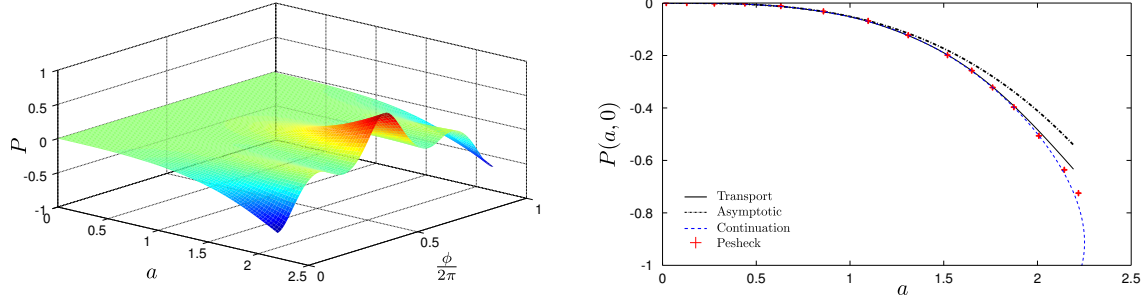 1
0.5
0
-0.5
-1
P
0
0.5
1
1.5
2
2.5
a
0
0.5
1
ϕ
2π
0
-0.2
-0.4
-0.6
-0.8
-1
P(a, 0)
Transport
Asymptotic
Continuation
Pesheck
0 0.5 1 1.5 2 2.5
a